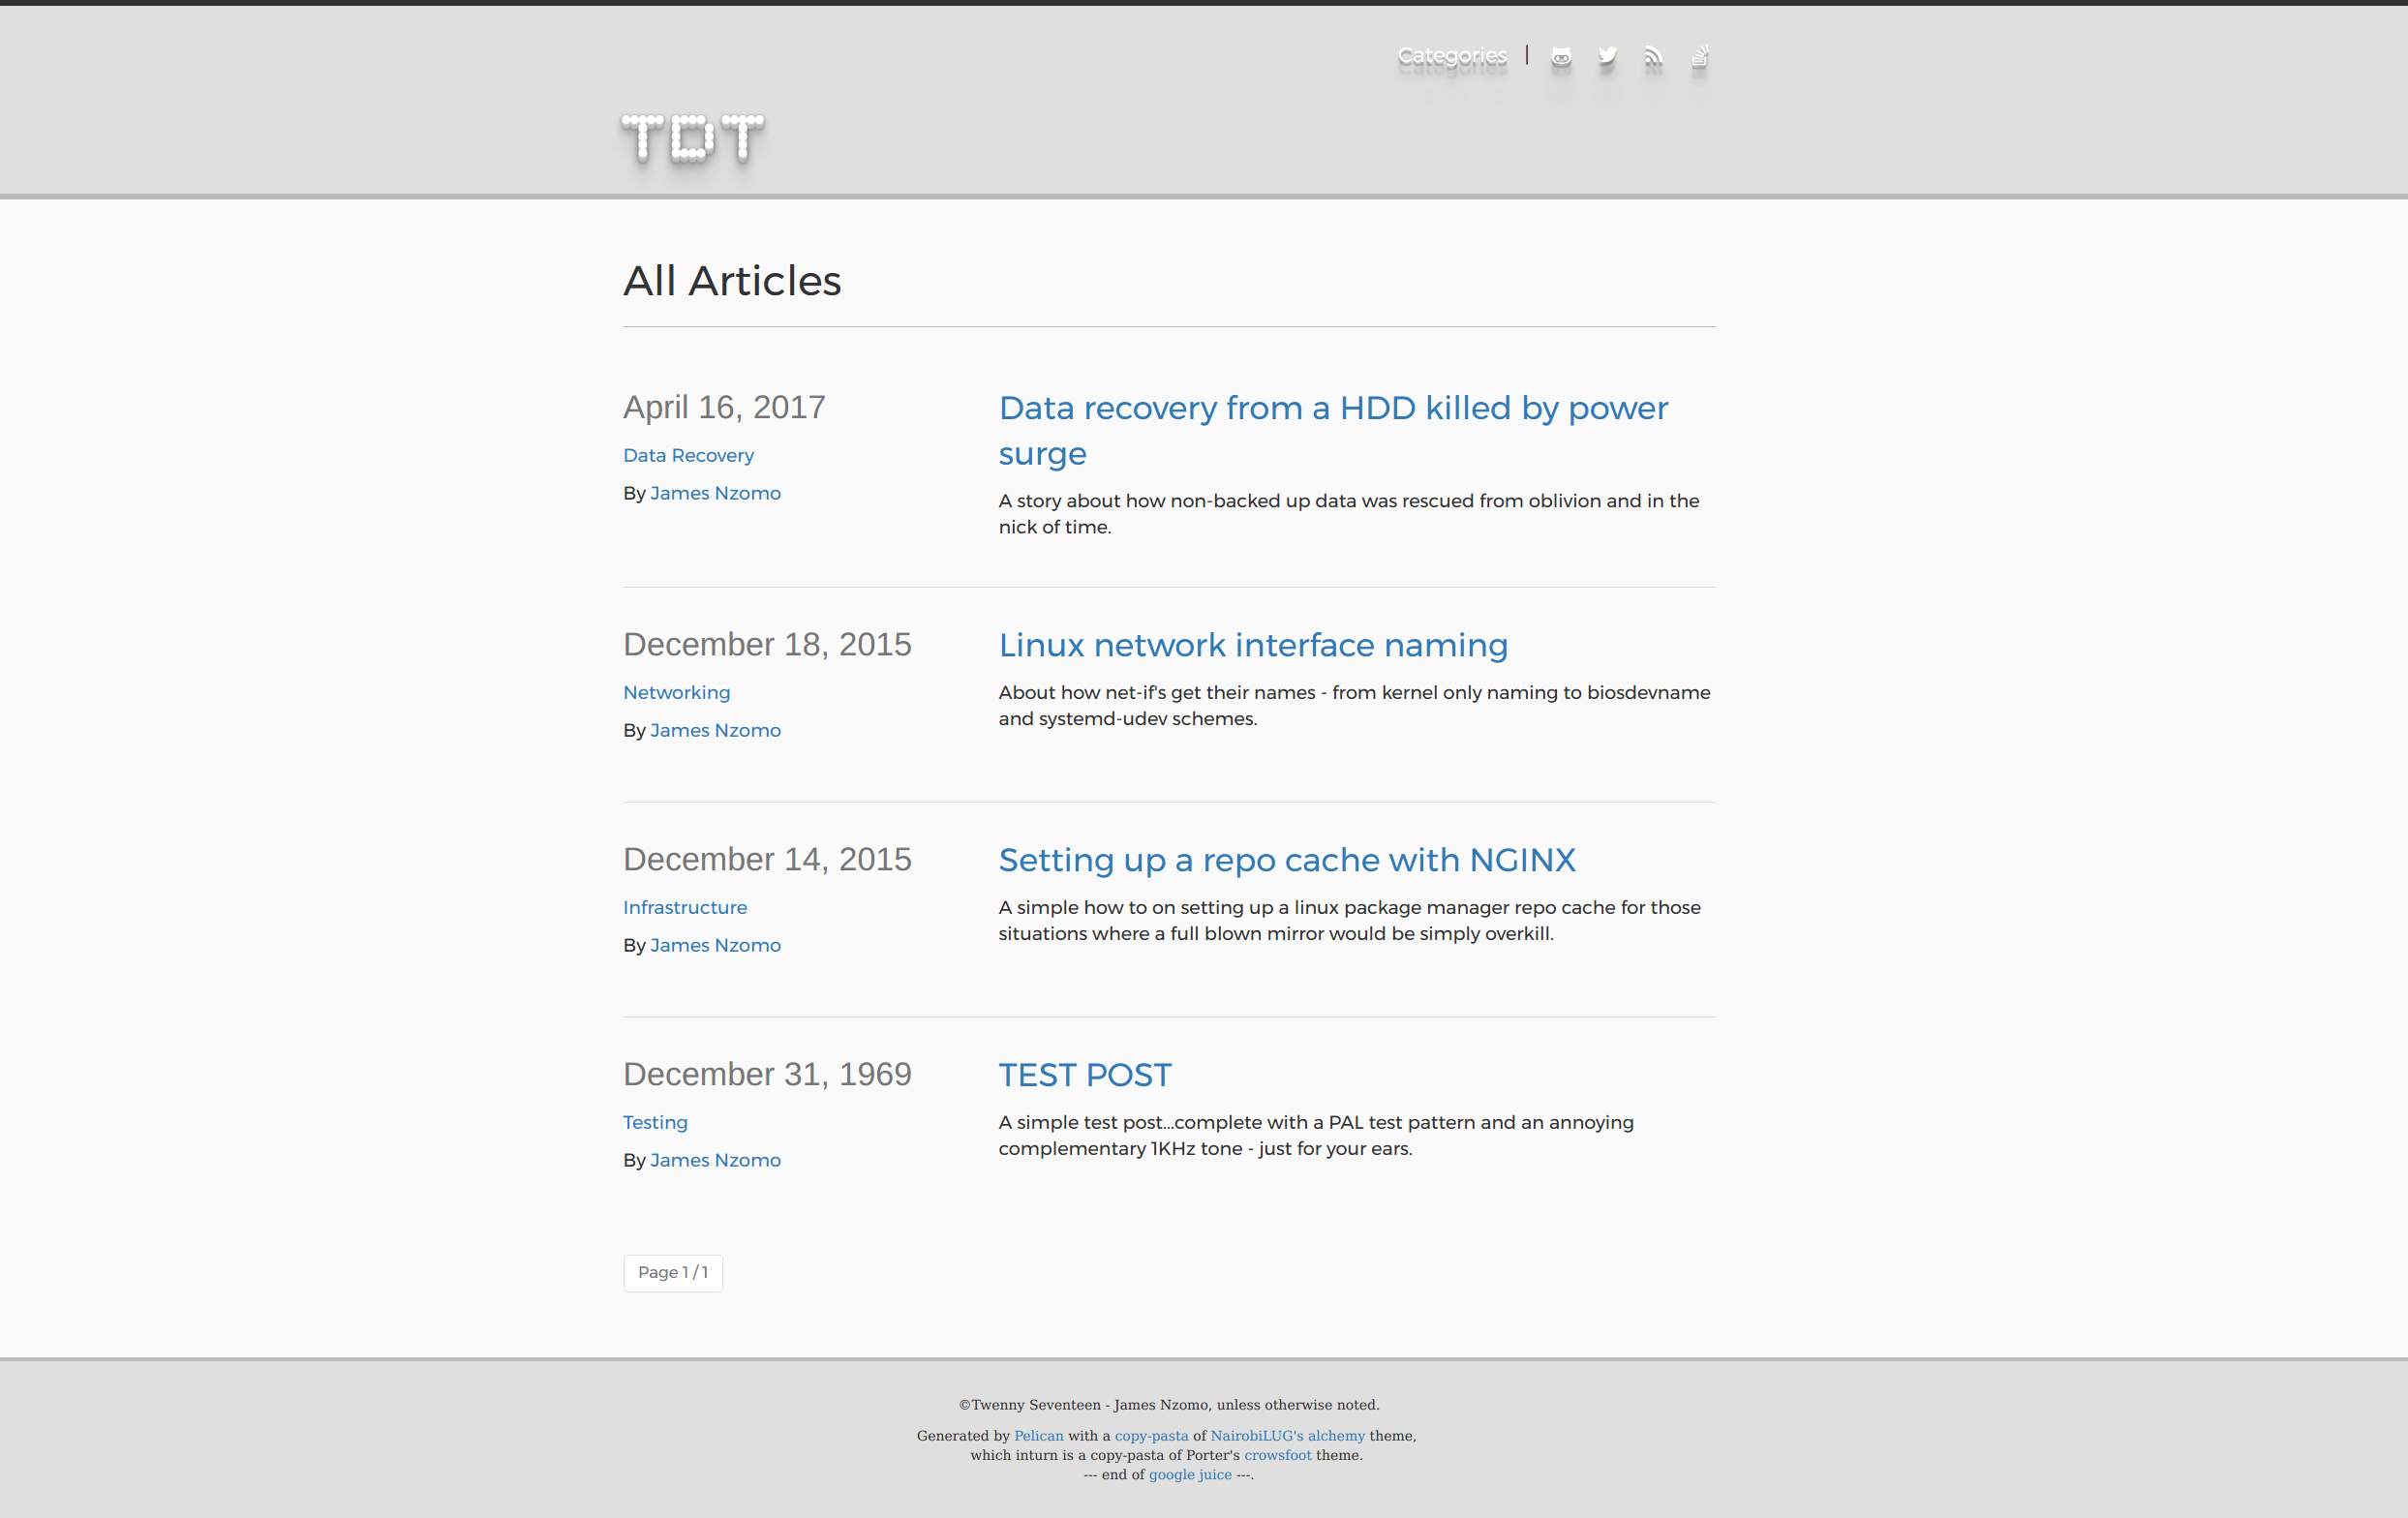 Categories |
TDT
All Articles
April 16, 2017
Data Recovery
By James Nzomo
Data recovery from a HDD killed by power
surge
A story about how non-backed up data was rescued from oblivion and in the
nick of time.
December 18, 2015
Networking
By James Nzomo
Linux network interface naming
About how net-if's get their names - from kernel only naming to biosdevname
and systemd-udev schemes.
December 14, 2015
Infrastructure
By James Nzomo
Setting up a repo cache with NGINX
A simple how to on setting up a linux package manager repo cache for those
situations where a full blown mirror would be simply overkill.
December 31, 1969
Testing
By James Nzomo
TEST POST
A simple test post...complete with a PAL test pattern and an annoying
complementary 1KHz tone - just for your ears.
Page 1 / 1
©Twenny Seventeen - James Nzomo, unless otherwise noted.
Generated by Pelican with a copy-pasta of NairobiLUG's alchemy theme,
which inturn is a copy-pasta of Porter's crowsfoot theme.
--- end of google juice ---.